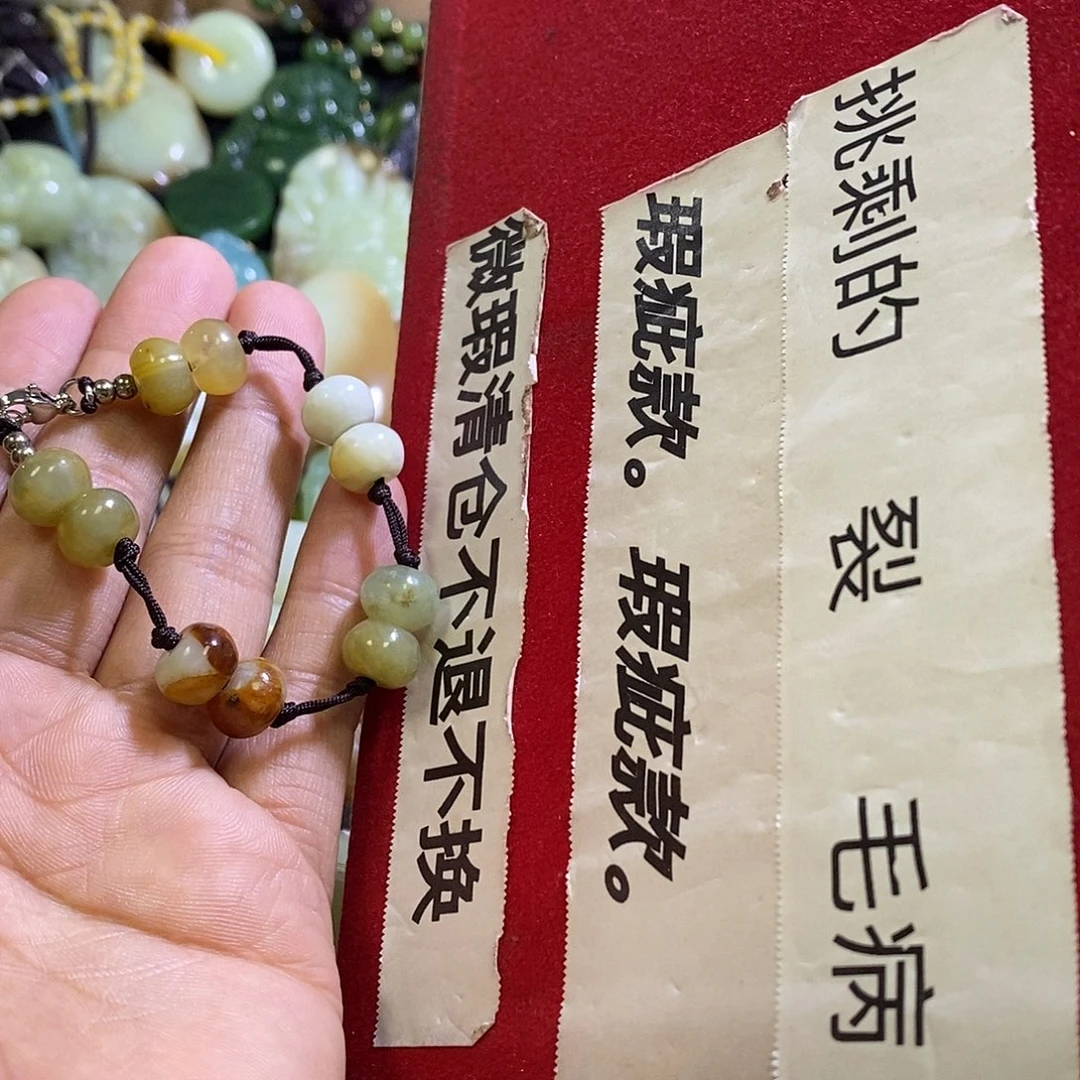 挑剩的 裂 毛病
瑕疵款。 瑕疵款。
微瑕清仓不退不换